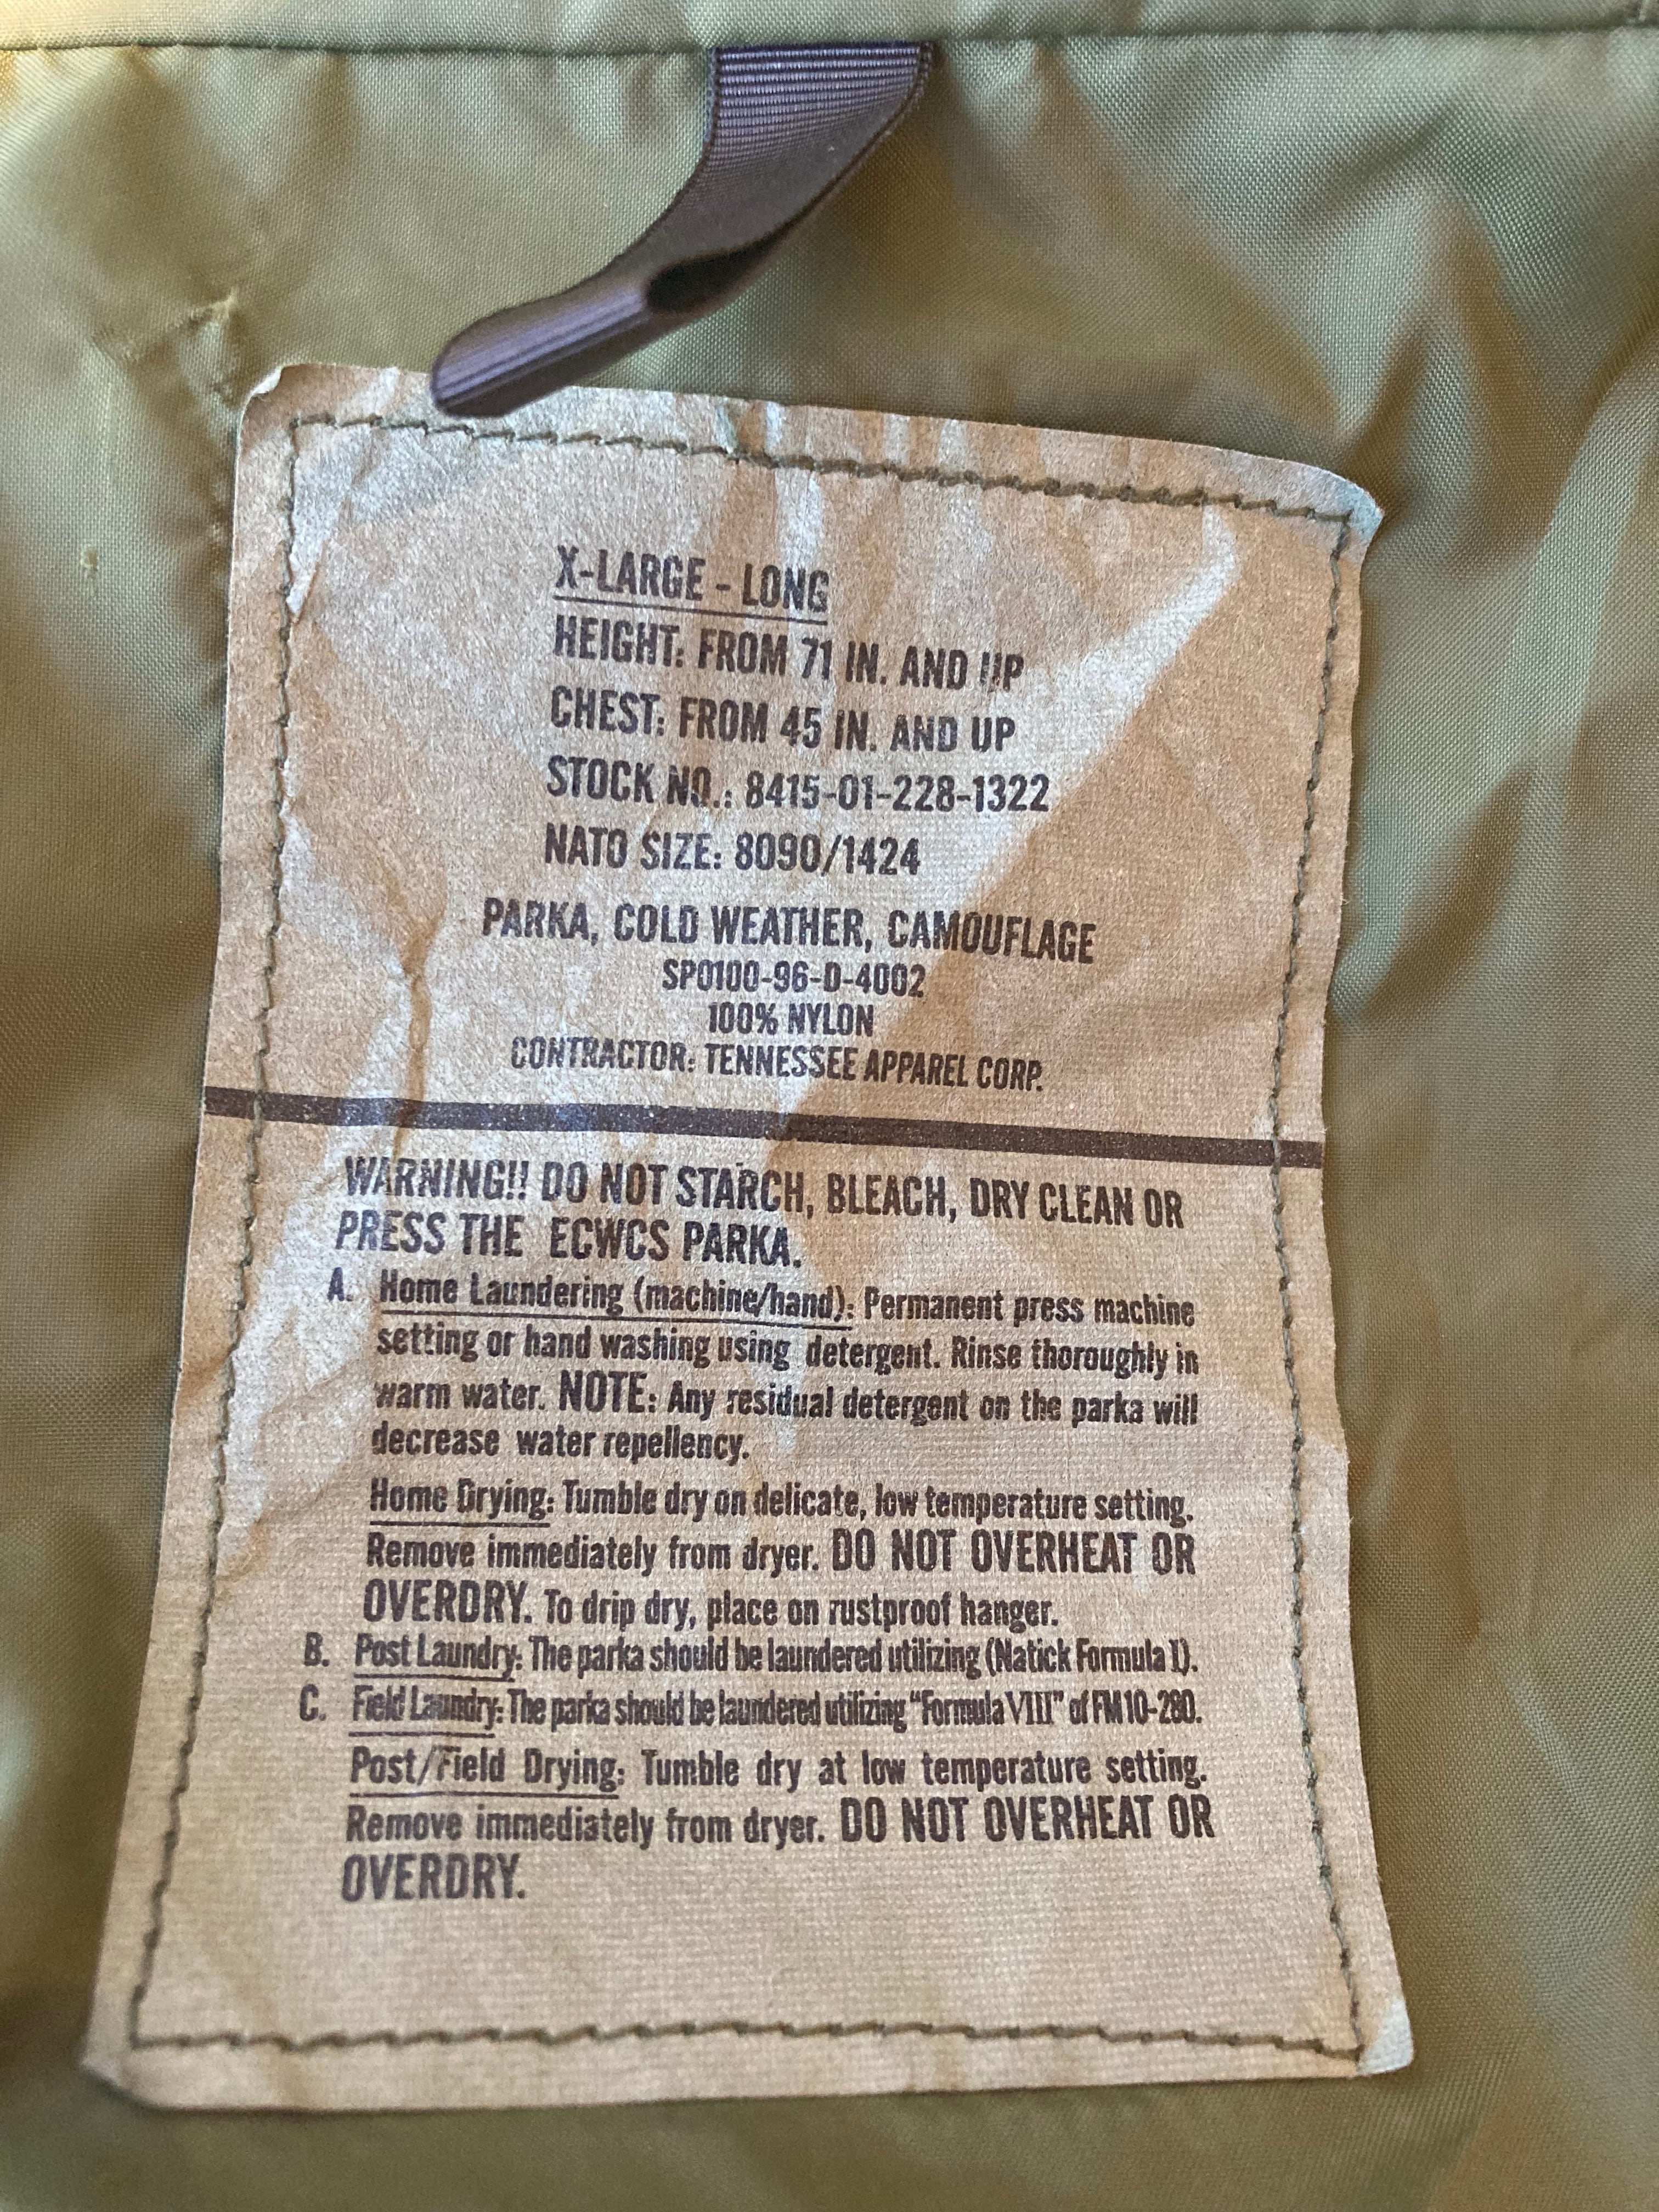 X-LARGE - LONG
HEIGHT: FROM 71 IN. AND UP
CHEST: FROM 45 IN. AND UP
STOCK NO.: 8415-01-228-1322
NATO SIZE: 8090/1424
PARKA, COLD WEATHER, CAMOUFLAGE
SPO100-96-D-4002
100% NYLON
CONTRACTOR: TENNESSEE APPAREL CORP.
WARNING!! DO NOT STARCH, BLEACH, DRY CLEAN OR
PRESS THE ECWCS PARKA.
A. Home Laundering (machine/hand): Permanent press machine
setting or hand washing using detergent. Rinse thoroughly in
warm water. NOTE: Any residual detergent on the parka will
decrease water repellency.
Home Drying: Tumble dry on delicate, low temperature setting.
Remove immediately from dryer. DO NOT OVERHEAT OR
OVERDRY. To drip dry, place on rustproof hanger.
B. Post Laundry: The parka should be laundered utilizing (Natick Formula I).
C. Field Laundry: The parka should be laundered utilizing "Formula VIII" of FM 10-280.
Post/Field Drying: Tumble dry at low temperature setting.
Remove immediately from dryer. DO NOT OVERHEAT OR
OVERDRY.